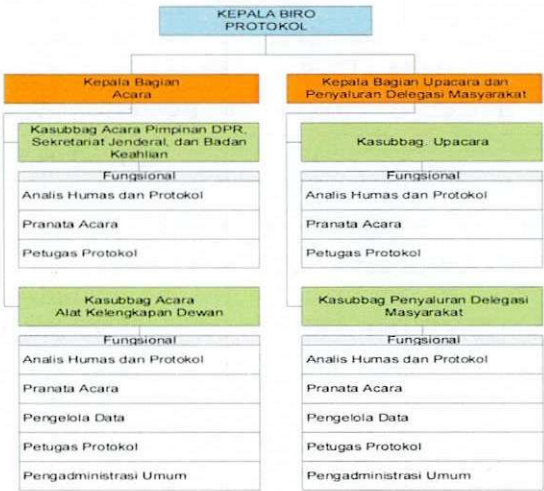 KEPALA BIRO
PROTOKOL
Kepala Bagian
Acara
Kasubbag Acara Pimpinan DPR,
Sekretariat Jenderal, dan Badan
Keahlian
Fungsional
Analis Humas dan Protokol
Pranata Acara
Petugas Protokol
Kasubbag Acara
Alat Kelengkapan Dewan
Fungsional
Analis Humas dan Protokol
Pranata Acara
Pengelola Data
Petugas Protokol
Pengadministrasi Umum
Kepala Bagian Upacara dan
Penyaluran Delegasi Masyarakat
Kasubbag. Upacara
Fungsional
Analis Humas dan Protokol
Pranata Acara
Petugas Protokol
Kasubbag Penyaluran Delegasi
Masyarakat
Fungsional
Analis Humas dan Protokol
Pranata Acara
Pengelola Data
Petugas Protokol
Pengadministrasi Umum